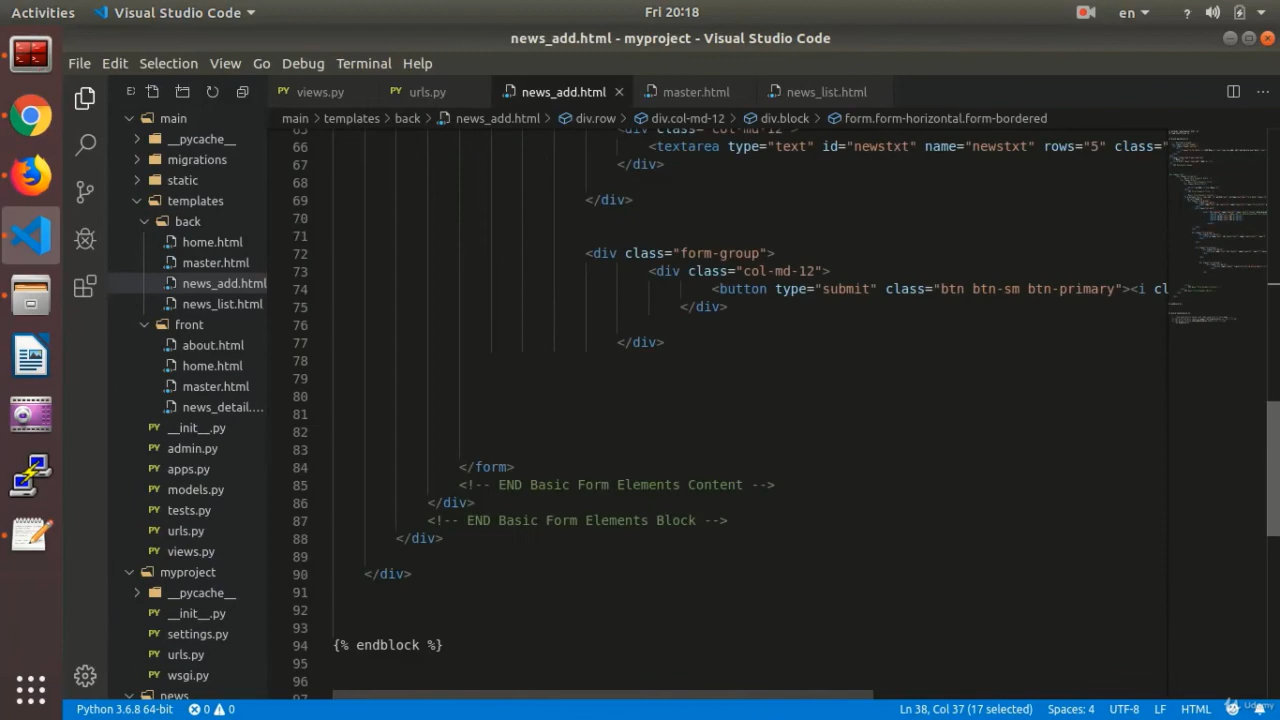 Activities
Visual Studio Code
Fri 20:18
en
news_add.html - myproject - Visual Studio Code
File Edit Selection View Go Debug Terminal Help
views.py
urls.py
news_add.html
master.html
news_list.html
main > templates > back > news_add.html > div.row > div.col-md-12 > div.block > form.form-horizontal.form-bordered
main
__pycache__
migrations
static
templates
back
home.html
master.html
news_add.html
news_list.html
front
about.html
home.html
master.html
news_detail....
__init__.py
admin.py
apps.py
models.py
tests.py
urls.py
views.py
myproject
__pycache__
__init__.py
settings.py
urls.py
wsgi.py
news
65 <div class="col-md-12">
66 <textarea type="text" id="newstxt" name="newstxt" rows="5" class="
67 </div>
68
69 </div>
70
71
72 <div class="form-group">
73 <div class="col-md-12">
74 <button type="submit" class="btn btn-sm btn-primary"><i cl
75 </div>
76
77 </div>
78
79
80
81
82
83
84 </form>
85 <!-- END Basic Form Elements Content -->
86 </div>
87 <!-- END Basic Form Elements Block -->
88 </div>
89
90 </div>
91
92
93
94 {% endblock %}
95
96
97
Python 3.6.8 64-bit
0
0
Ln 38, Col 37 (17 selected)
Spaces: 4
UTF-8
LF
HTML
Udemy